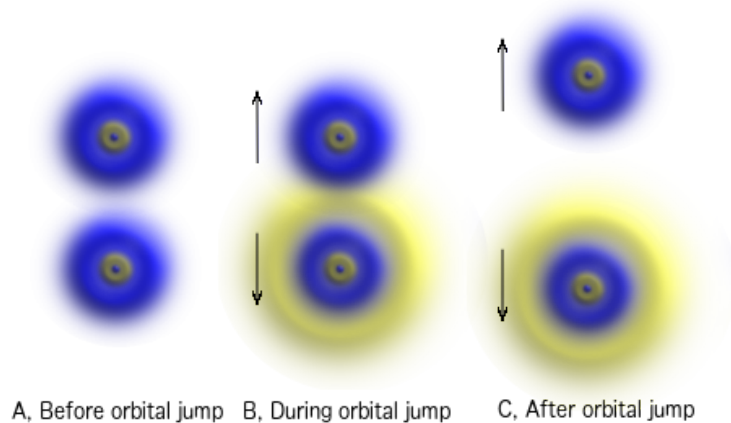 A, Before orbital jump
B, During orbital jump
C, After orbital jump